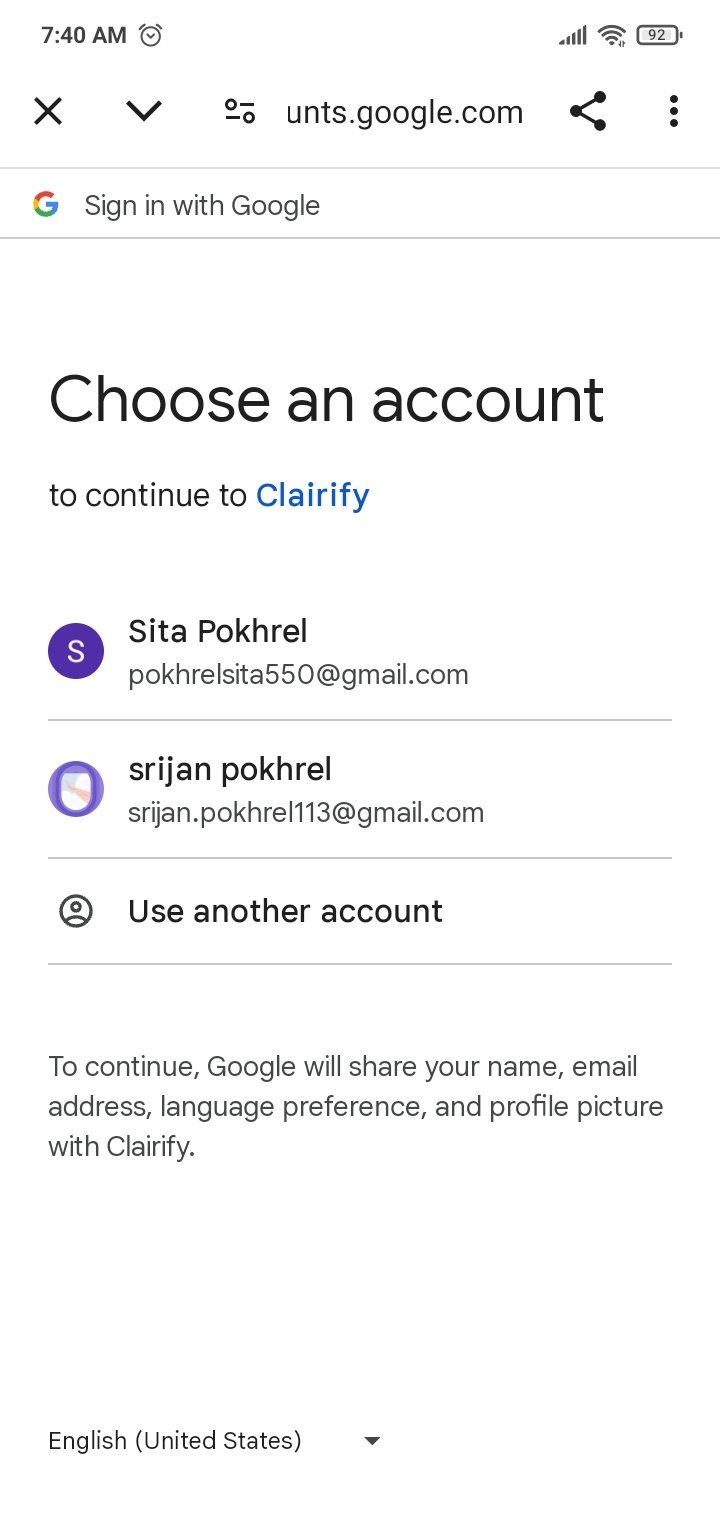 7:40 AM
92
unts.google.com
Sign in with Google
Choose an account
to continue to Clairify
S
Sita Pokhrel
pokhrelsita550@gmail.com
srijan pokhrel
srijan.pokhrel113@gmail.com
Use another account
To continue, Google will share your name, email
address, language preference, and profile picture
with Clairify.
English (United States)